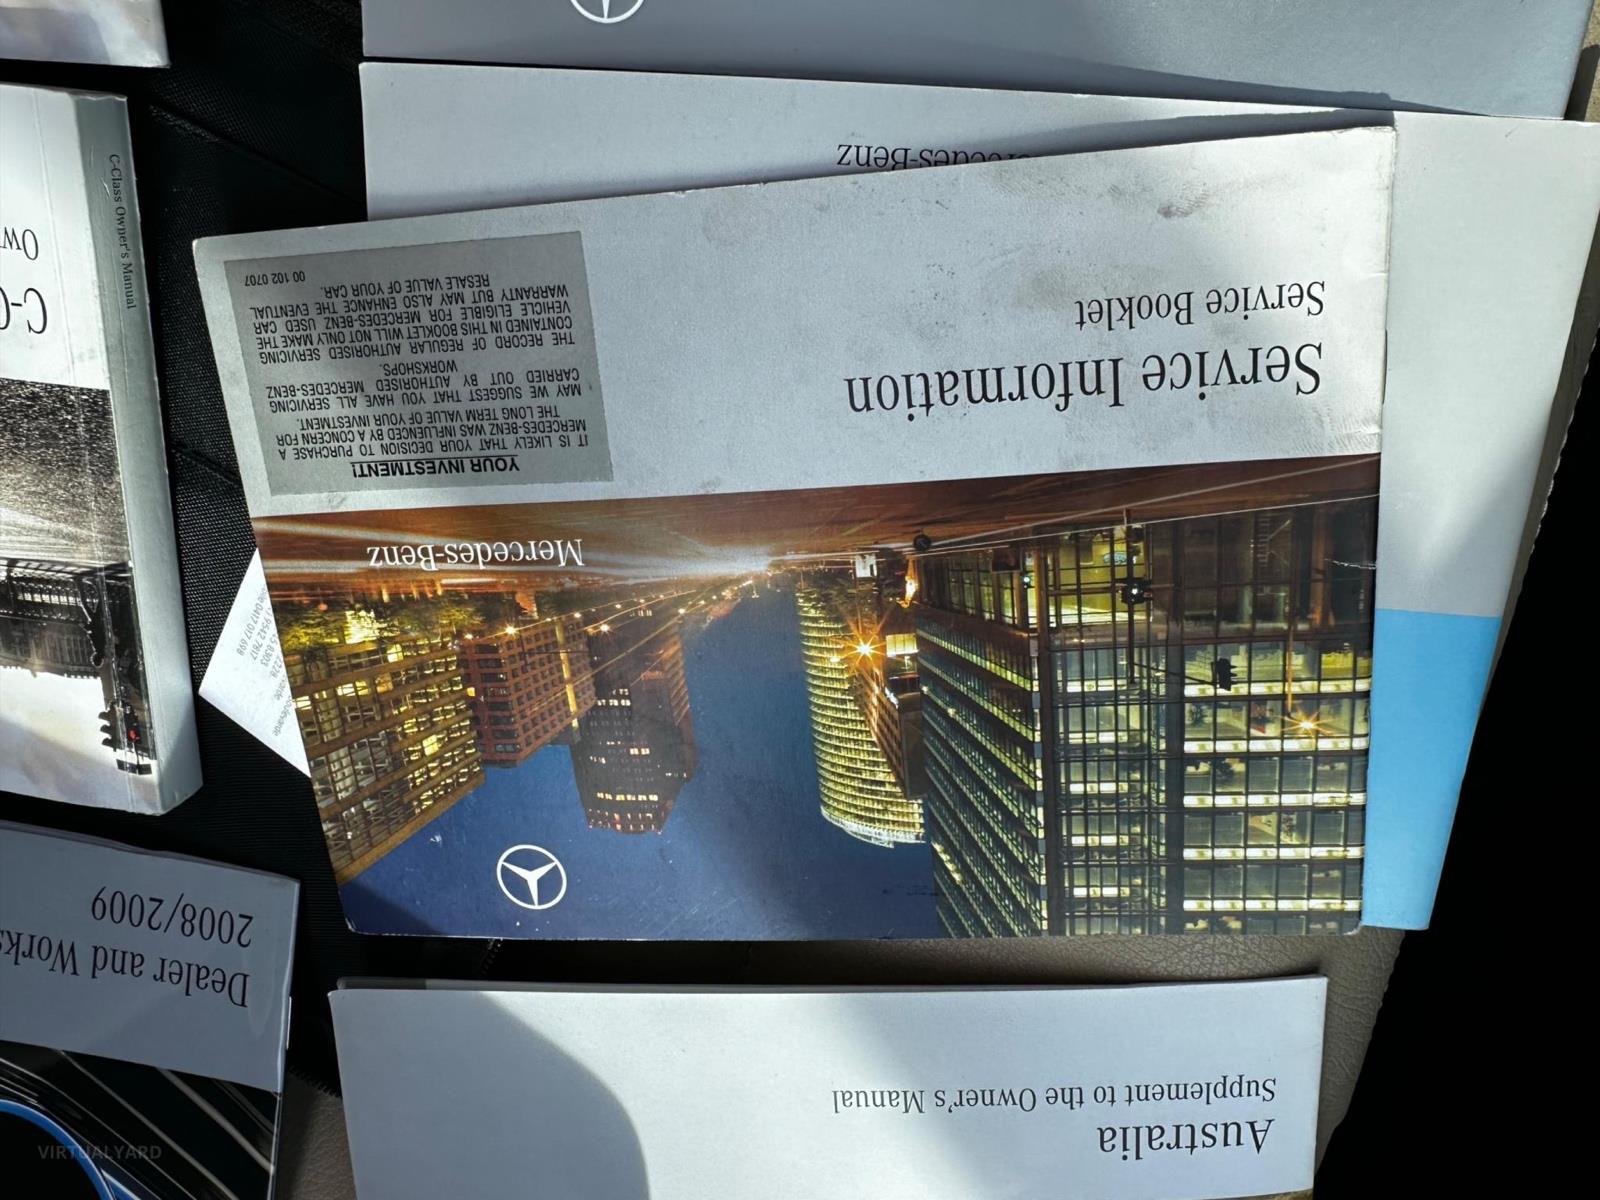 Mercedes-Benz
YOUR INVESTMENT!
IT IS LIKELY THAT YOUR DECISION TO PURCHASE A
MERCEDES-BENZ WAS INFLUENCED BY A CONCERN FOR
THE LONG TERM VALUE OF YOUR INVESTMENT.
MAY WE SUGGEST THAT YOU HAVE ALL SERVICING
CARRIED OUT BY AUTHORISED MERCEDES-BENZ
WORKSHOPS.
THE RECORD OF REGULAR AUTHORISED SERVICING
CONTAINED IN THIS BOOKLET WILL NOT ONLY MAKE THE
VEHICLE ELIGIBLE FOR MERCEDES-BENZ USED CAR
WARRANTY BUT MAY ALSO ENHANCE THE EVENTUAL
RESALE VALUE OF YOUR CAR.
00 102 0707
Service Information
Service Booklet
Australia
Supplement to the Owner's Manual
Dealer and
2008/2009
C-Class Owner's Manual
047 017 698
9542 7617
VIRTUALYARD